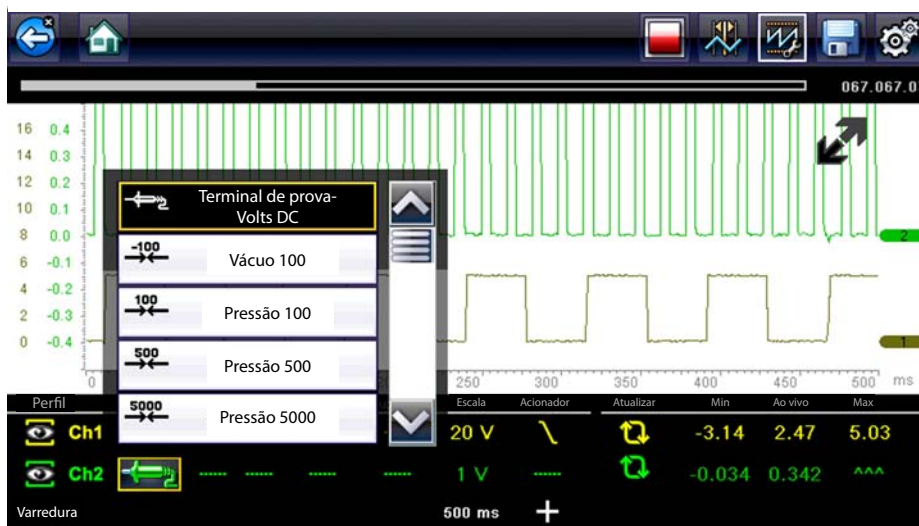 067.067.0
16 0.4
14 0.3
12 0.2
10 0.1
8 0.0
6 -0.1
4 -0.2
2 -0.3
0 -0.4
2
1
Terminal de prova-
Volts DC
-100
Vácuo 100
100
Pressão 100
500
Pressão 500
5000
Pressão 5000
0 250 300 350 400 450 500 ms
Perfil Escala Acionador Atualizar Min Ao vivo Max
Ch1 20 V -3.14 2.47 5.03
Ch2 ------ ------ ------ ------ 1 V ------ -0.034 0.342 ^^^
Varredura 500 ms